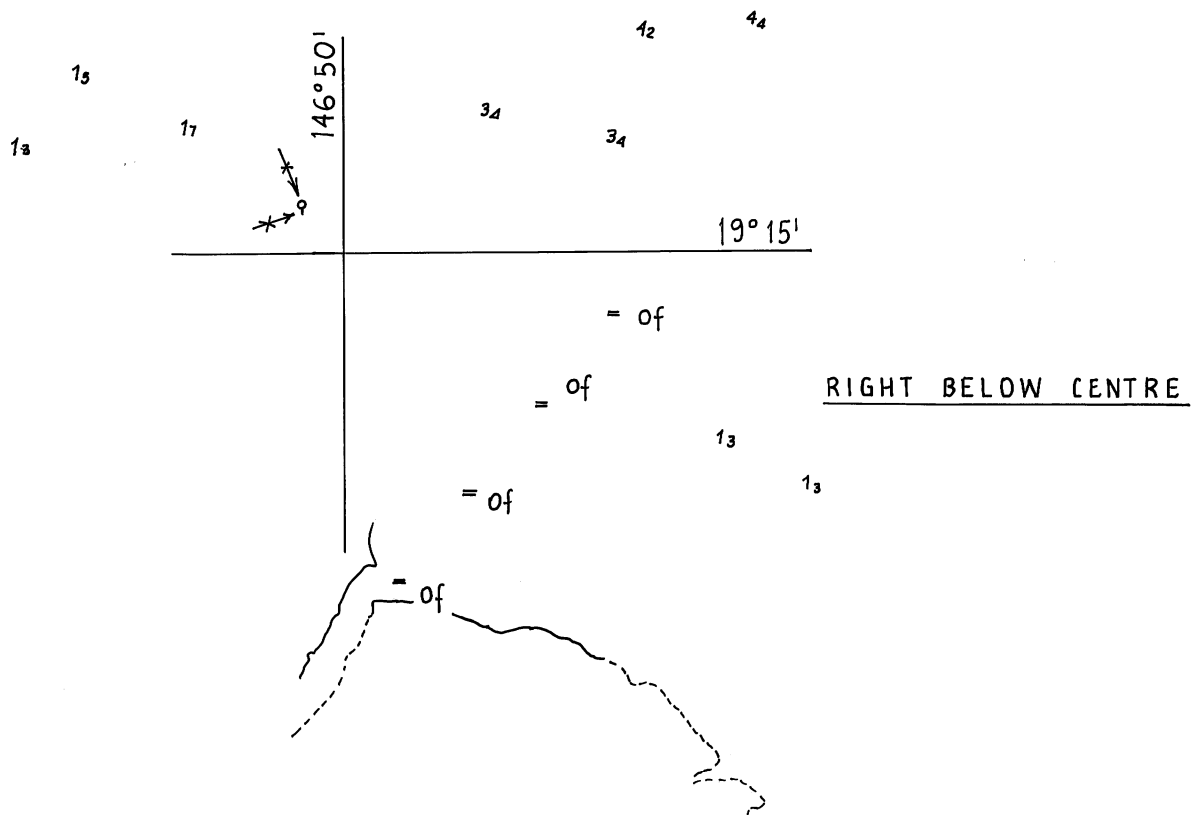 4₂ 4₄
1₅
146°50'
3₄
1₇
3₄
19°15'
= Of
Of
=
RIGHT BELOW CENTRE
1₃
1₃
= Of
= Of